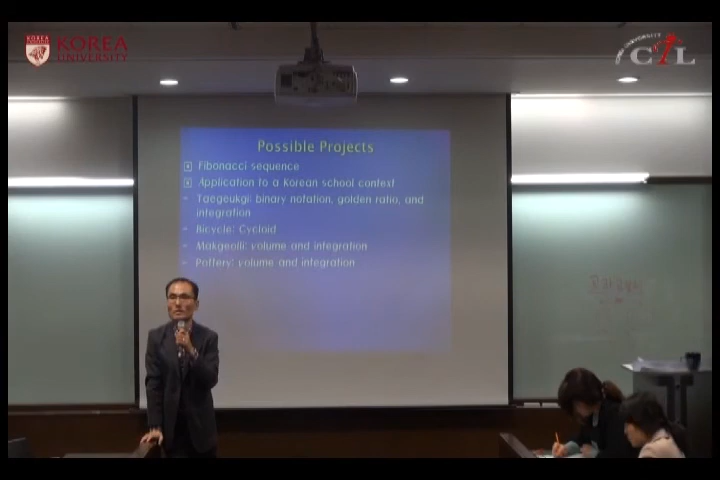 KOREA
UNIVERSITY
CTL
Possible Projects
Fibonacci sequence
Application to a Korean school context
- Taegeukgi: binary notation, golden ratio, and
integration
- Bicycle: Cycloid
- Makgeolli: volume and integration
- Pottery: volume and integration